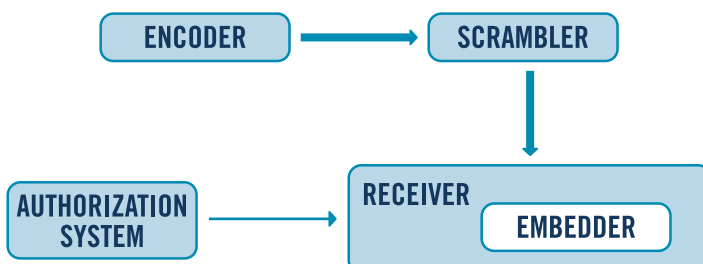 ENCODER
SCRAMBLER
AUTHORIZATION
SYSTEM
RECEIVER
EMBEDDER